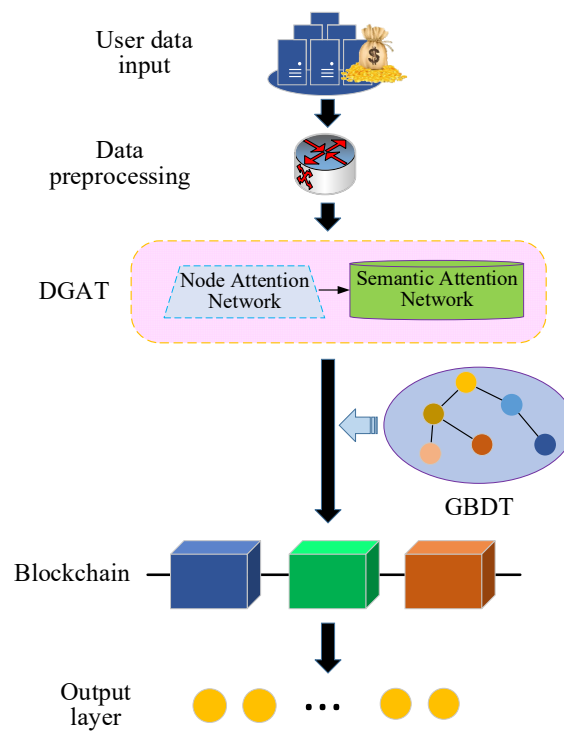 User data
input
Data
preprocessing
DGAT
Node Attention
Network
Semantic Attention
Network
GBDT
Blockchain
Output
layer